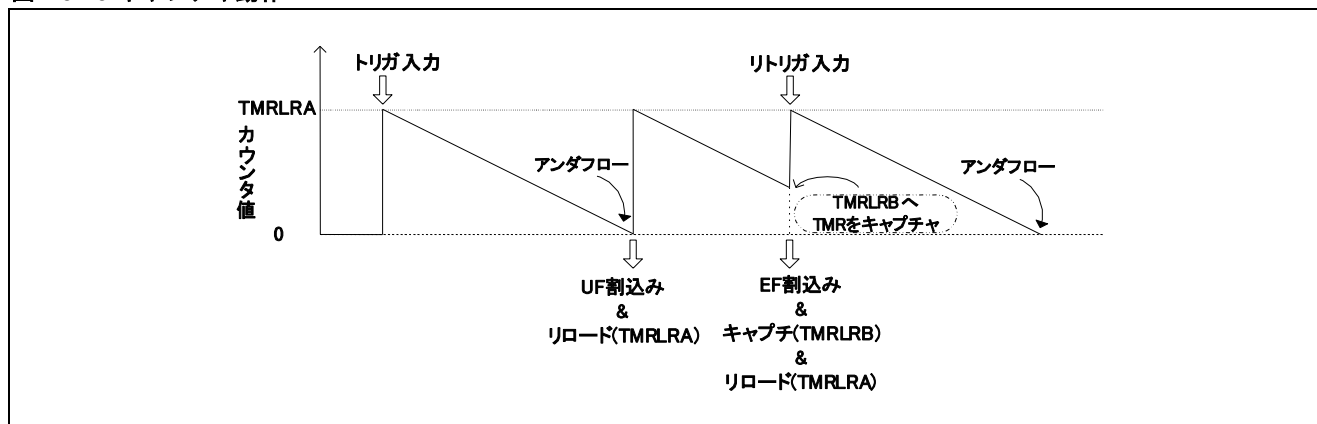 トリガ入力
リトリガ入力
TMRLRA
カウンタ値
アンダフロー
アンダフロー
TMRLRBへ
TMRをキャプチャ
0
UF割込み
&
リロード(TMRLRA)
EF割込み
&
キャプチ(TMRLRB)
&
リロード(TMRLRA)